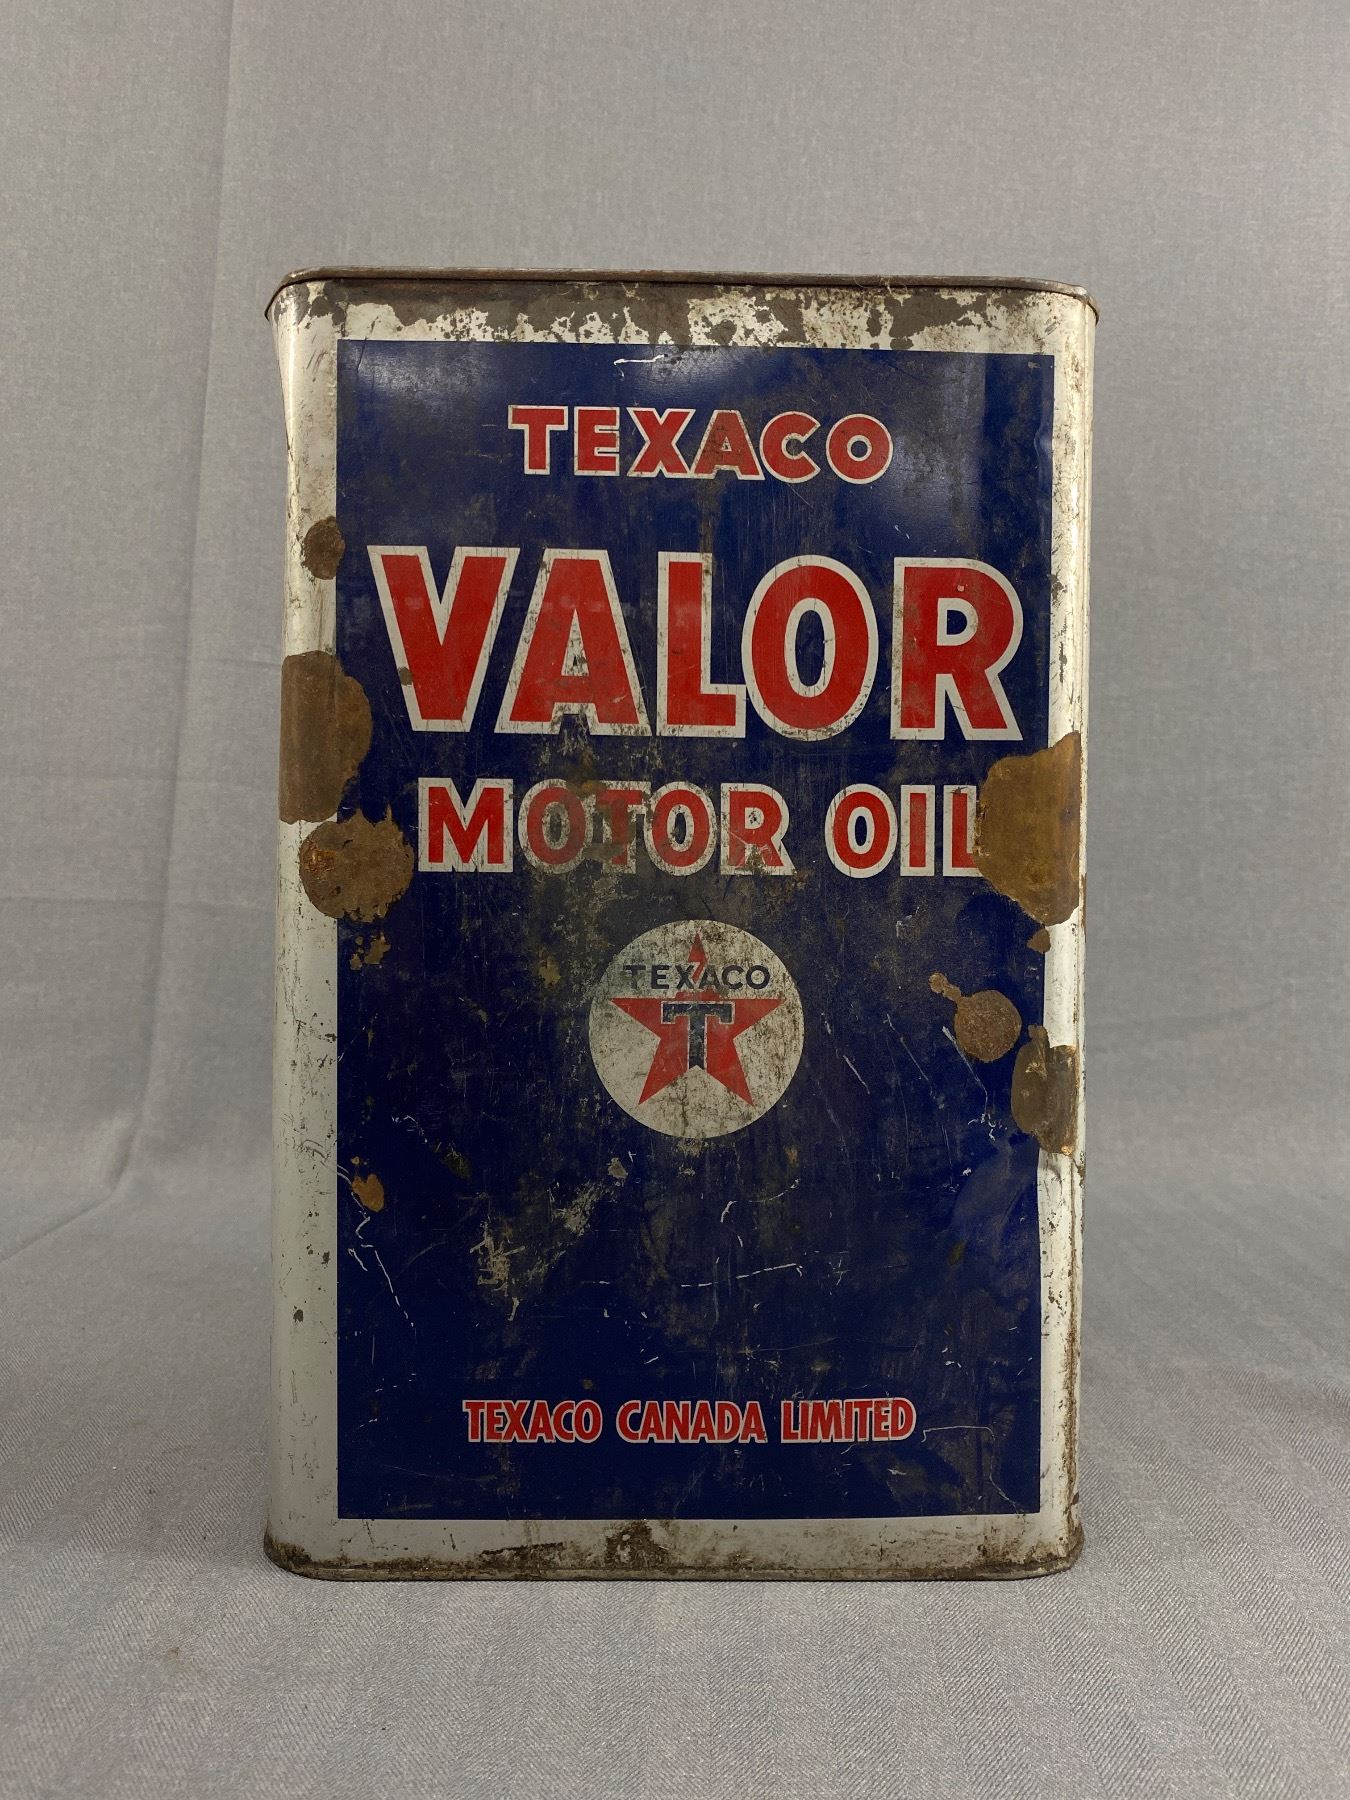 TEXACO
VALOR
MOTOR OIL
TEXACO
T
TEXACO CANADA LIMITED